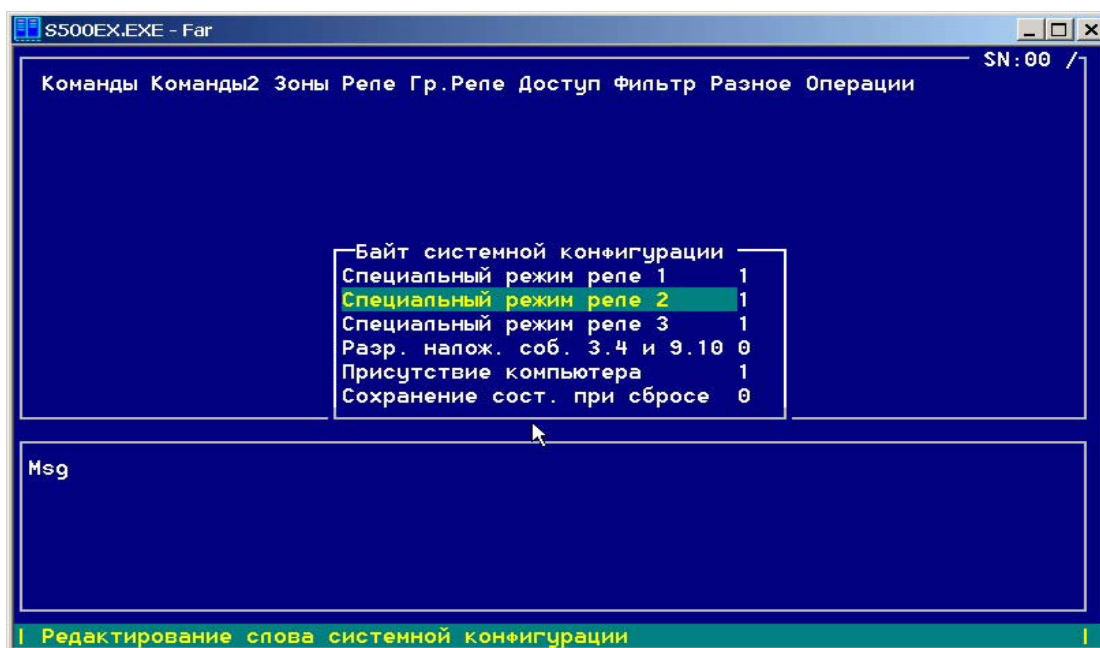 S500EX.EXE - Far
SN:00 /
Команды Команды2 Зоны Реле Гр.Реле Доступ Фильтр Разное Операции
Байт системной конфигурации
Специальный режим реле 1 1
Специальный режим реле 2 1
Специальный режим реле 3 1
Разр. налож. соб. 3.4 и 9.10 0
Присутствие компьютера 1
Сохранение сост. при сбросе 0
Msg
Редактирование слова системной конфигурации